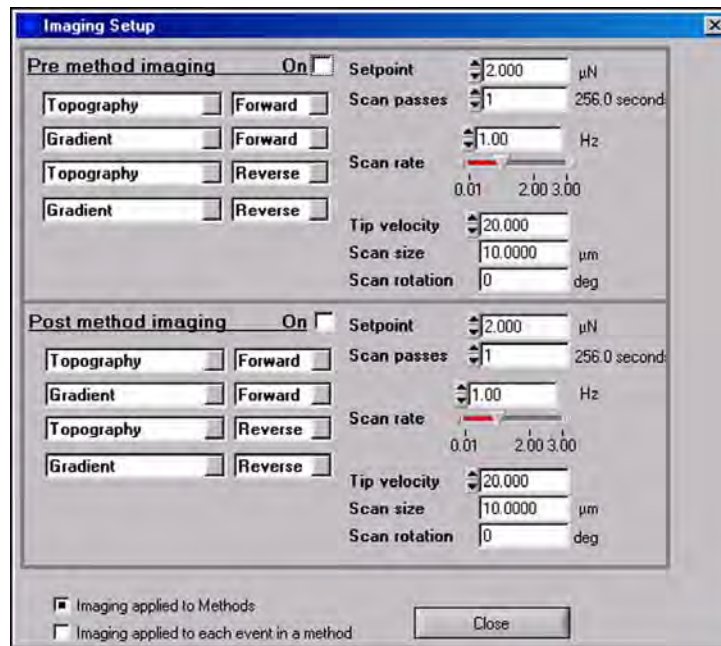 Imaging Setup
Pre method imaging On
Topography Forward
Gradient Forward
Topography Reverse
Gradient Reverse
Setpoint 2.000 µN
Scan passes 1 256.0 second
1.00 Hz
Scan rate
0.01 2.00 3.00
Tip velocity 20.000
Scan size 10.0000 µm
Scan rotation 0 deg
Post method imaging On
Topography Forward
Gradient Forward
Topography Reverse
Gradient Reverse
Setpoint 2.000 µN
Scan passes 1 256.0 second
1.00 Hz
Scan rate
0.01 2.00 3.00
Tip velocity 20.000
Scan size 10.0000 µm
Scan rotation 0 deg
Imaging applied to Methods
Imaging applied to each event in a method
Close